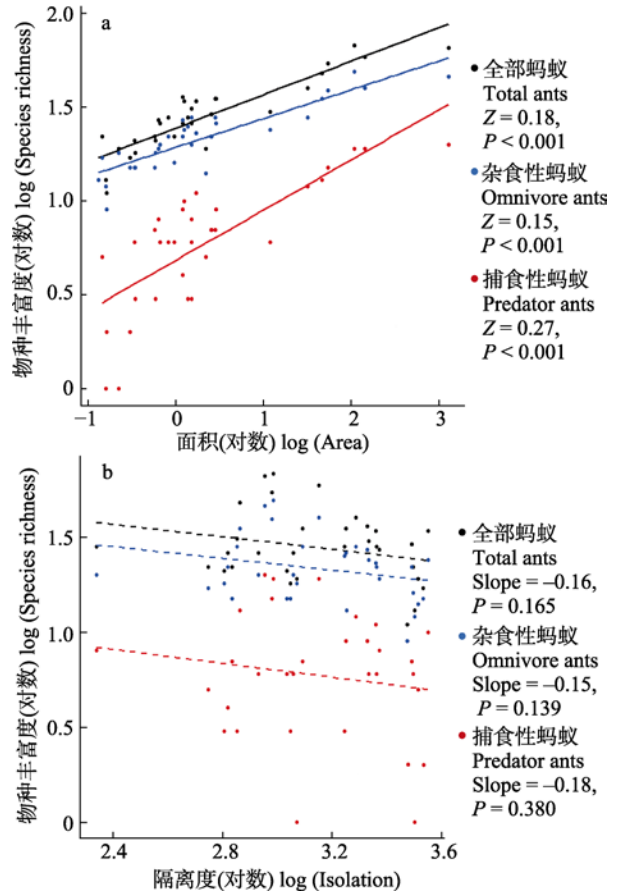 a
2.0
1.5
1.0
0.5
0
物种丰富度(对数) log (Species richness)
−1
0
1
2
3
面积(对数) log (Area)
全部蚂蚁
Total ants
Z = 0.18,
P < 0.001
杂食性蚂蚁
Omnivore ants
Z = 0.15,
P < 0.001
捕食性蚂蚁
Predator ants
Z = 0.27,
P < 0.001
b
1.5
1.0
0.5
0
物种丰富度(对数) log (Species richness)
2.4
2.8
3.2
3.6
隔离度(对数) log (Isolation)
全部蚂蚁
Total ants
Slope = −0.16,
P = 0.165
杂食性蚂蚁
Omnivore ants
Slope = −0.15,
P = 0.139
捕食性蚂蚁
Predator ants
Slope = −0.18,
P = 0.380